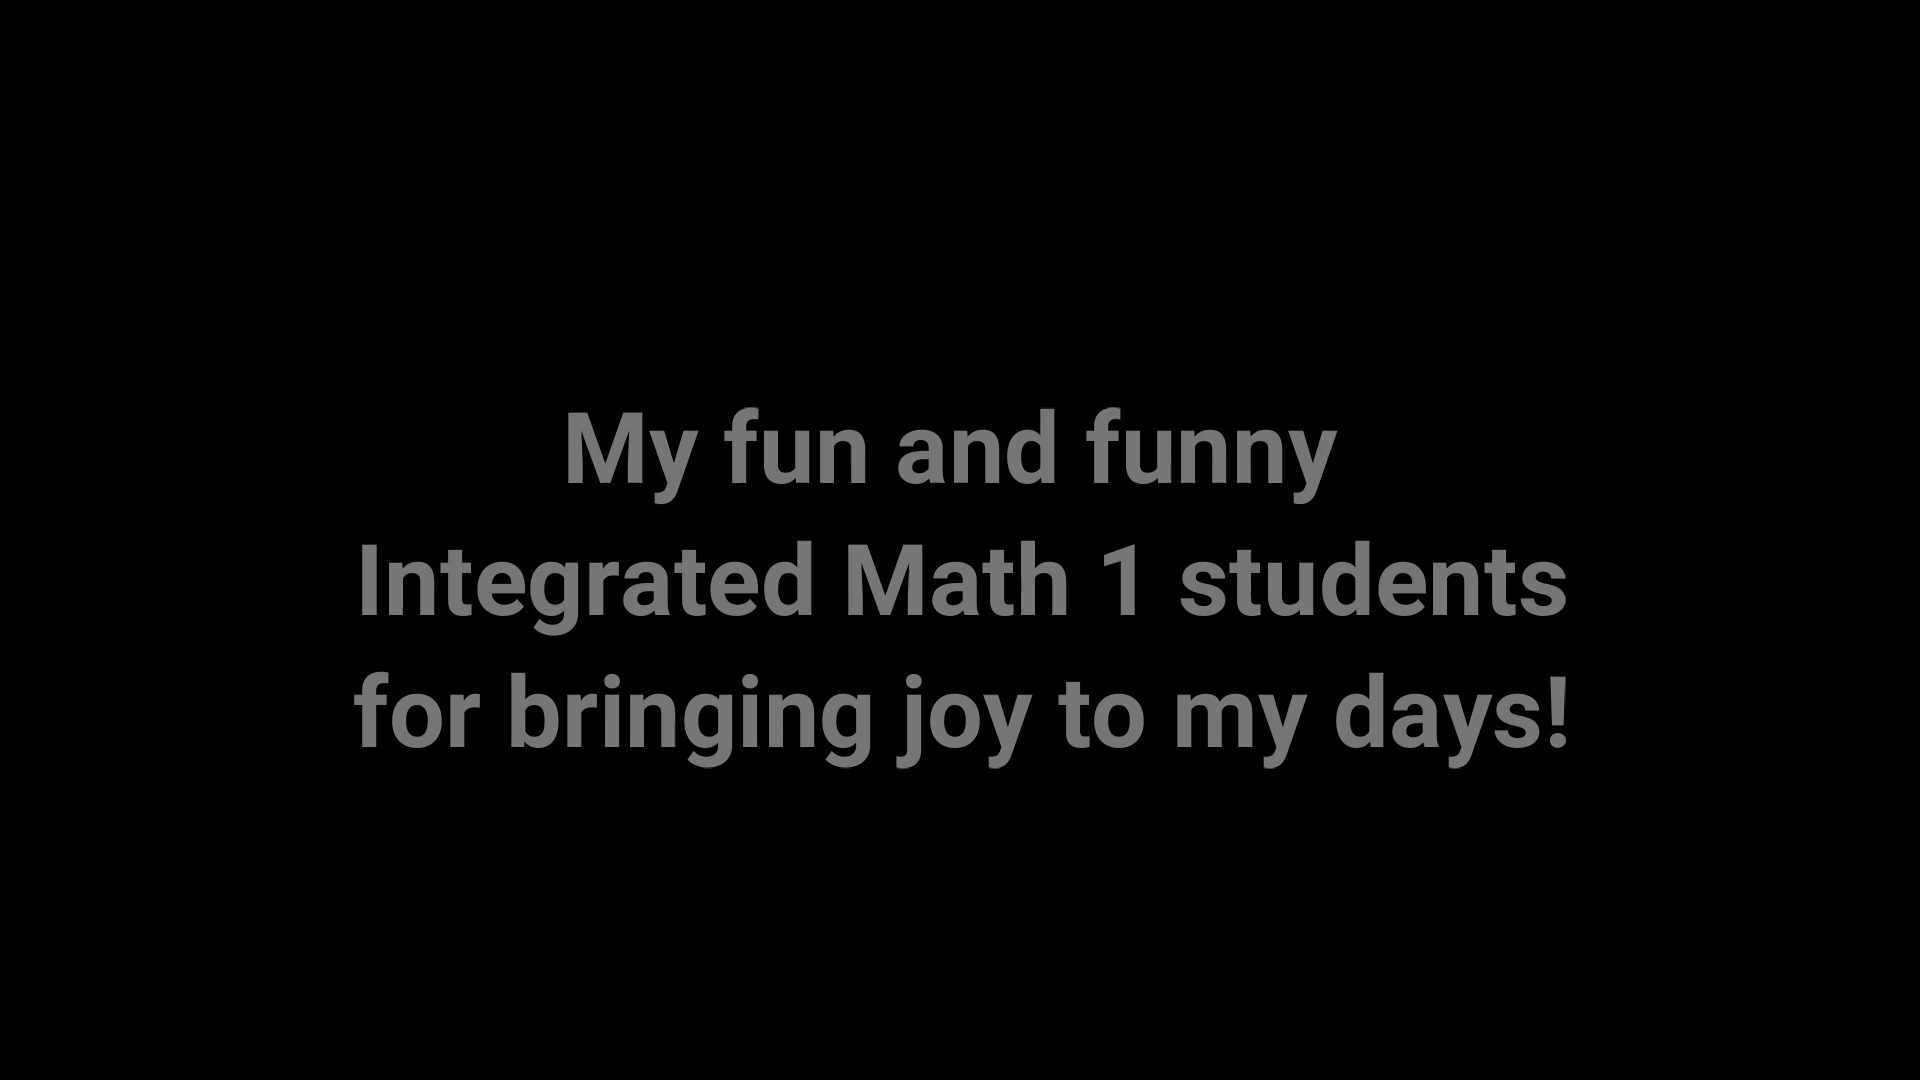 My fun and funny
Integrated Math 1 students
for bringing joy to my days!